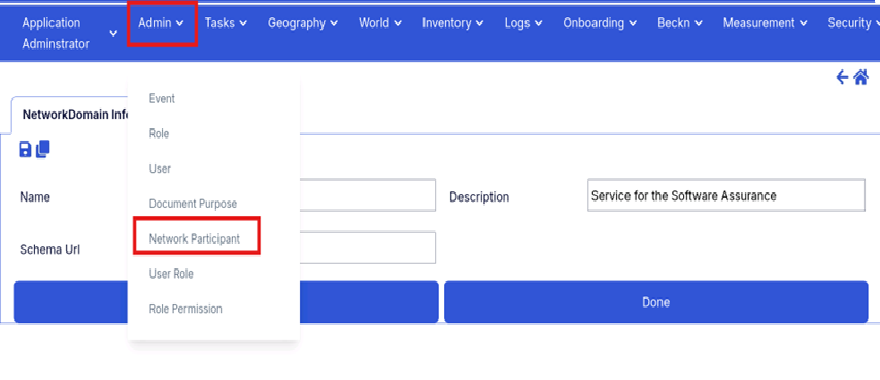 Application Adminstrator
Admin
Tasks
Geography
World
Inventory
Logs
Onboarding
Beckn
Measurement
Security
Event
NetworkDomain Info
Role
User
Name
Description
Service for the Software Assurance
Document Purpose
Network Participant
Schema Url
User Role
Role Permission
Done